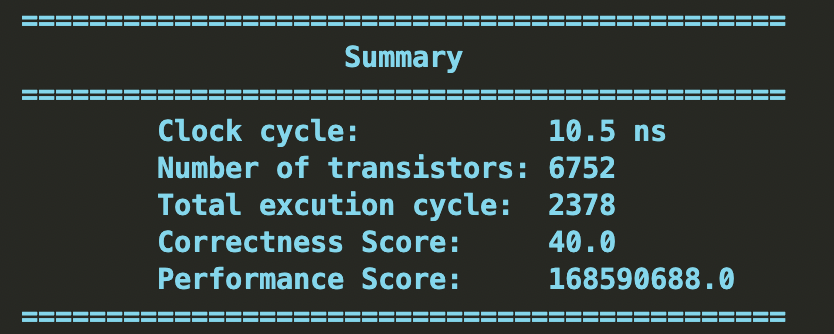 =============================================
Summary
=============================================
Clock cycle: 10.5 ns
Number of transistors: 6752
Total excution cycle: 2378
Correctness Score: 40.0
Performance Score: 168590688.0
=============================================